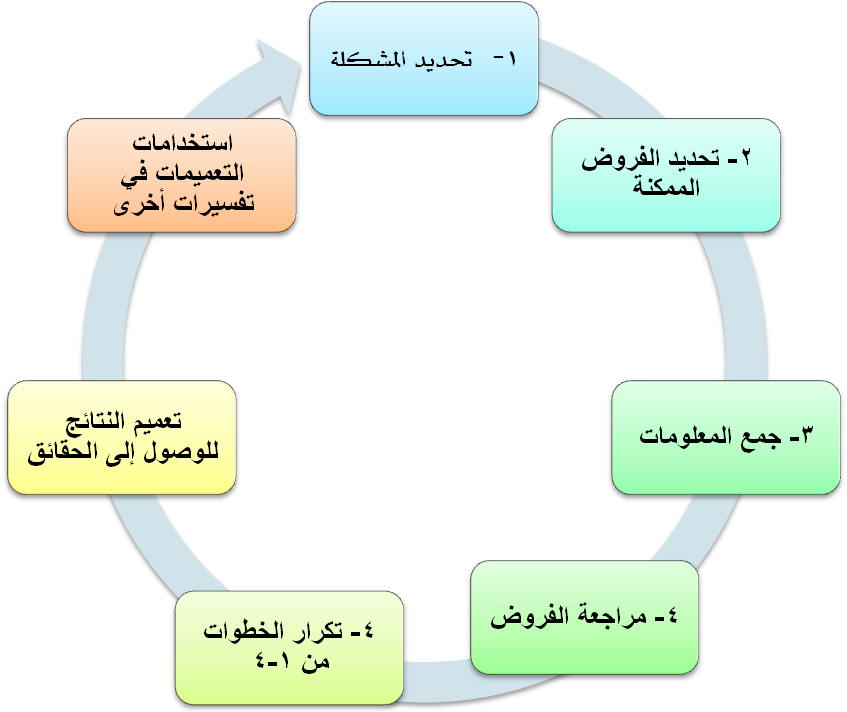 ١- تحديد المشكلة
٢- تحديد الفروض
الممكنة
٣- جمع المعلومات
٤- مراجعة الفروض
٤- تكرار الخطوات
من ١-٤
تعميم النتائج
للوصول إلى الحقائق
استخدامات
التعميمات في
تفسيرات أخرى